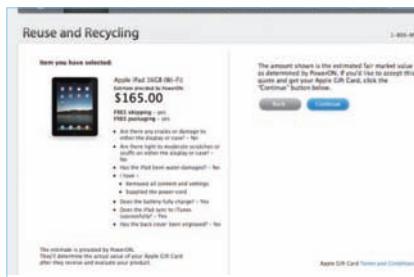 Reuse and Recycling
1-800-M
Item you have selected:
Apple iPad 16GB (Wi-Fi)
Estimate provided by PowerON:
$165.00
FREE shipping - yes
FREE packaging - yes
Are there any cracks or damage to
either the display or case? - No
Are there light to moderate scratches or
scuffs on either the display or case? -
No
Has the iPad been water damaged? - No
I have -
Removed all content and settings
Supplied the power cord
Does the battery fully charge? - Yes
Does the iPad sync to iTunes
successfully? - Yes
Has the back cover been engraved? - No
The estimate is provided by PowerON.
They'll determine the actual value of your Apple Gift Card
after they receive and evaluate your product.
The amount shown is the estimated fair market value
as determined by PowerON. If you'd like to accept this
quote and get your Apple Gift Card, click the
"Continue" button below.
Back
Continue
Apple Gift Card Terms and Conditions